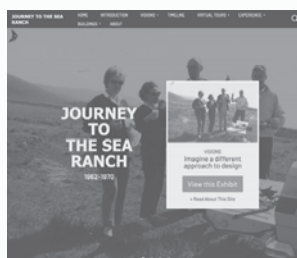 JOURNEY TO THE SEA RANCH
HOME INTRODUCTION VISIONS TIMELINE VIRTUAL TOURS EXPERIENCE
BUILDINGS ABOUT
JOURNEY
TO
THE SEA
RANCH
1962-1970
VISIONS
Imagine a different
approach to design
View this Exhibit
> Read About This Site